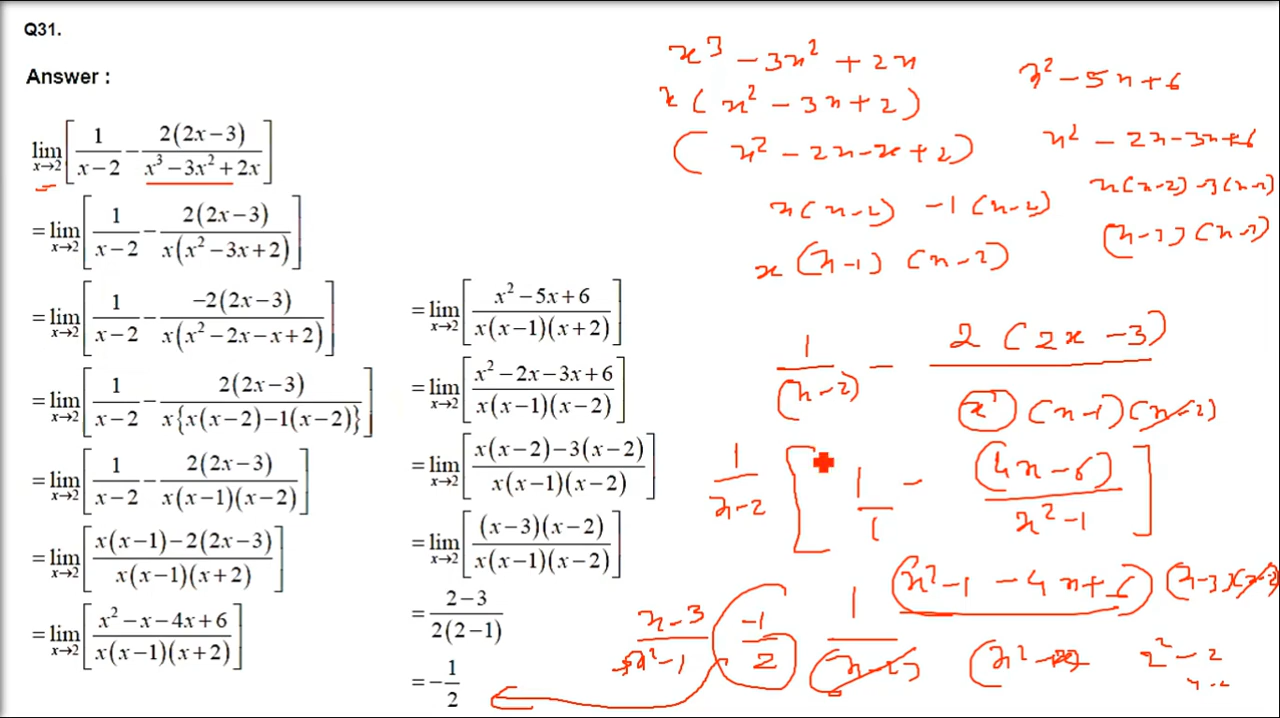 Q31.
Answer :
lim x→2 [ 1/(x−2) − 2(2x−3)/(x³−3x²+2x) ]
= lim x→2 [ 1/(x−2) − 2(2x−3)/(x(x²−3x+2)) ]
= lim x→2 [ 1/(x−2) − −2(2x−3)/(x(x²−2x−x+2)) ]
= lim x→2 [ 1/(x−2) − 2(2x−3)/(x{x(x−2)−1(x−2)}) ]
= lim x→2 [ 1/(x−2) − 2(2x−3)/(x(x−1)(x−2)) ]
= lim x→2 [ (x(x−1)−2(2x−3))/(x(x−1)(x+2)) ]
= lim x→2 [ (x²−x−4x+6)/(x(x−1)(x+2)) ]
= lim x→2 [ (x²−5x+6)/(x(x−1)(x+2)) ]
= lim x→2 [ (x²−2x−3x+6)/(x(x−1)(x−2)) ]
= lim x→2 [ (x(x−2)−3(x−2))/(x(x−1)(x−2)) ]
= lim x→2 [ ((x−3)(x−2))/(x(x−1)(x−2)) ]
= (2−3)/(2(2−1))
= −1/2
x³ − 3x² + 2x
x ( x² − 3x + 2 )
( x² − 2x − x + 2 )
x(x−2) −1(x−2)
x (x−1) (x−2)
x² − 5x + 6
x² − 2x − 3x + 6
x(x−2) −3(x−2)
1/(x−2) − 2 (2x − 3)/(x (x−1)(x−2))
1/(x−2) [ 1/1 − (4x−6)/(x²−1) ]
(x²−1 − 4x+6) (x−3)(x−2)
(x−3)/(x²−1) −1/2 1/(x−2)
2² − 2